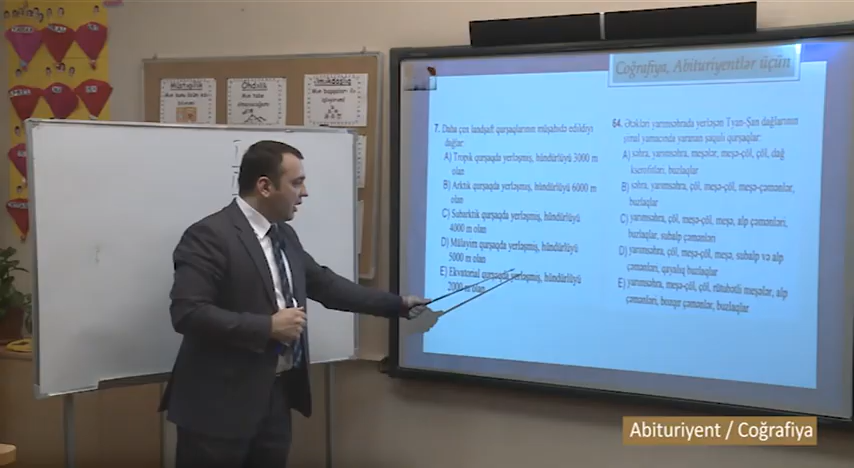 Müstəqillik
Öhdəlik
Əməkdaşlıq
Coğrafiya, Abituriyentlər üçün
7. Daha çox landşaft qurşaqlarının müşahidə edildiyi
dağlar:
A) Tropik qurşaqda yerləşmiş, hündürlüyü 3000 m
olan
B) Arktik qurşaqda yerləşmiş, hündürlüyü 6000 m
olan
C) Subarktik qurşaqda yerləşmiş, hündürlüyü
4000 m olan
D) Mülayim qurşaqda yerləşmiş, hündürlüyü
5000 m olan
E) Ekvatorial qurşaqda yerləşmiş, hündürlüyü
2000 m olan
64. Ətəkləri yarımsəhrada yerləşən Tyan-Şan dağlarının
şimal yamacında yaranan şaquli qurşaqlar:
A) səhra, yarımsəhra, meşələr, meşə-çöl, çöl, dağ
kserofitləri, buzlaqlar
B) səhra, yarımsəhra, çöl, meşə-çöl, meşə-çəmənlər,
buzlaqlar
C) yarımsəhra, çöl, meşə-çöl, meşə, alp çəmənləri,
buzlaqlar, subalp çəmənləri
D) yarımsəhra, çöl, meşə-çöl, meşə, subalp və alp
çəmənləri, qayalıq buzlaqlar
E) yarımsəhra, meşə-çöl, çöl, rütubətli meşələr, alp
çəmənləri, bozqır çəmənlər, buzlaqlar
Abituriyent / Coğrafiya